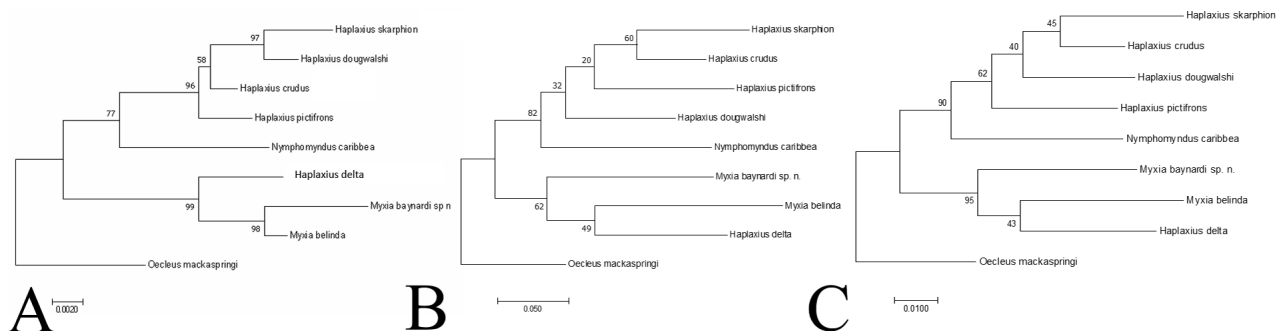 Haplaxius skarphion
97
Haplaxius dougwalshi
58
Haplaxius crudus
96
Haplaxius pictifrons
77
Nymphomyndus caribbea
Haplaxius delta
99
Myxia baynardi sp n
98
Myxia belinda
Oecleus mackaspringi
A
0.0020
Haplaxius skarphion
60
Haplaxius crudus
20
Haplaxius pictifrons
32
Haplaxius dougwalshi
82
Nymphomyndus caribbea
Myxia baynardi sp. n.
62
Myxia belinda
49
Haplaxius delta
Oecleus mackaspringi
B
0.050
Haplaxius skarphion
45
Haplaxius crudus
40
Haplaxius dougwalshi
62
Haplaxius pictifrons
90
Nymphomyndus caribbea
Myxia baynardi sp. n.
95
Myxia belinda
43
Haplaxius delta
Oecleus mackaspringi
C
0.0100